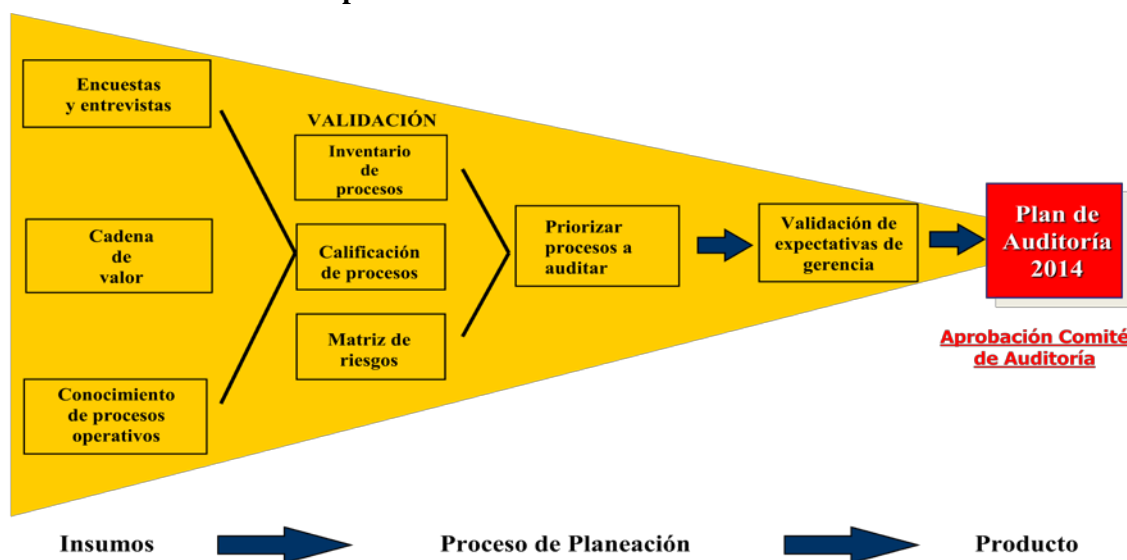 Encuestas
y entrevistas
Cadena
de
valor
Conocimiento
de procesos
operativos
VALIDACIÓN
Inventario
de
procesos
Calificación
de procesos
Matriz de
riesgos
Priorizar
procesos a
auditar
Validación de
expectativas de
gerencia
Plan de
Auditoría
2014
Aprobación Comité
de Auditoría
Insumos
Proceso de Planeación
Producto